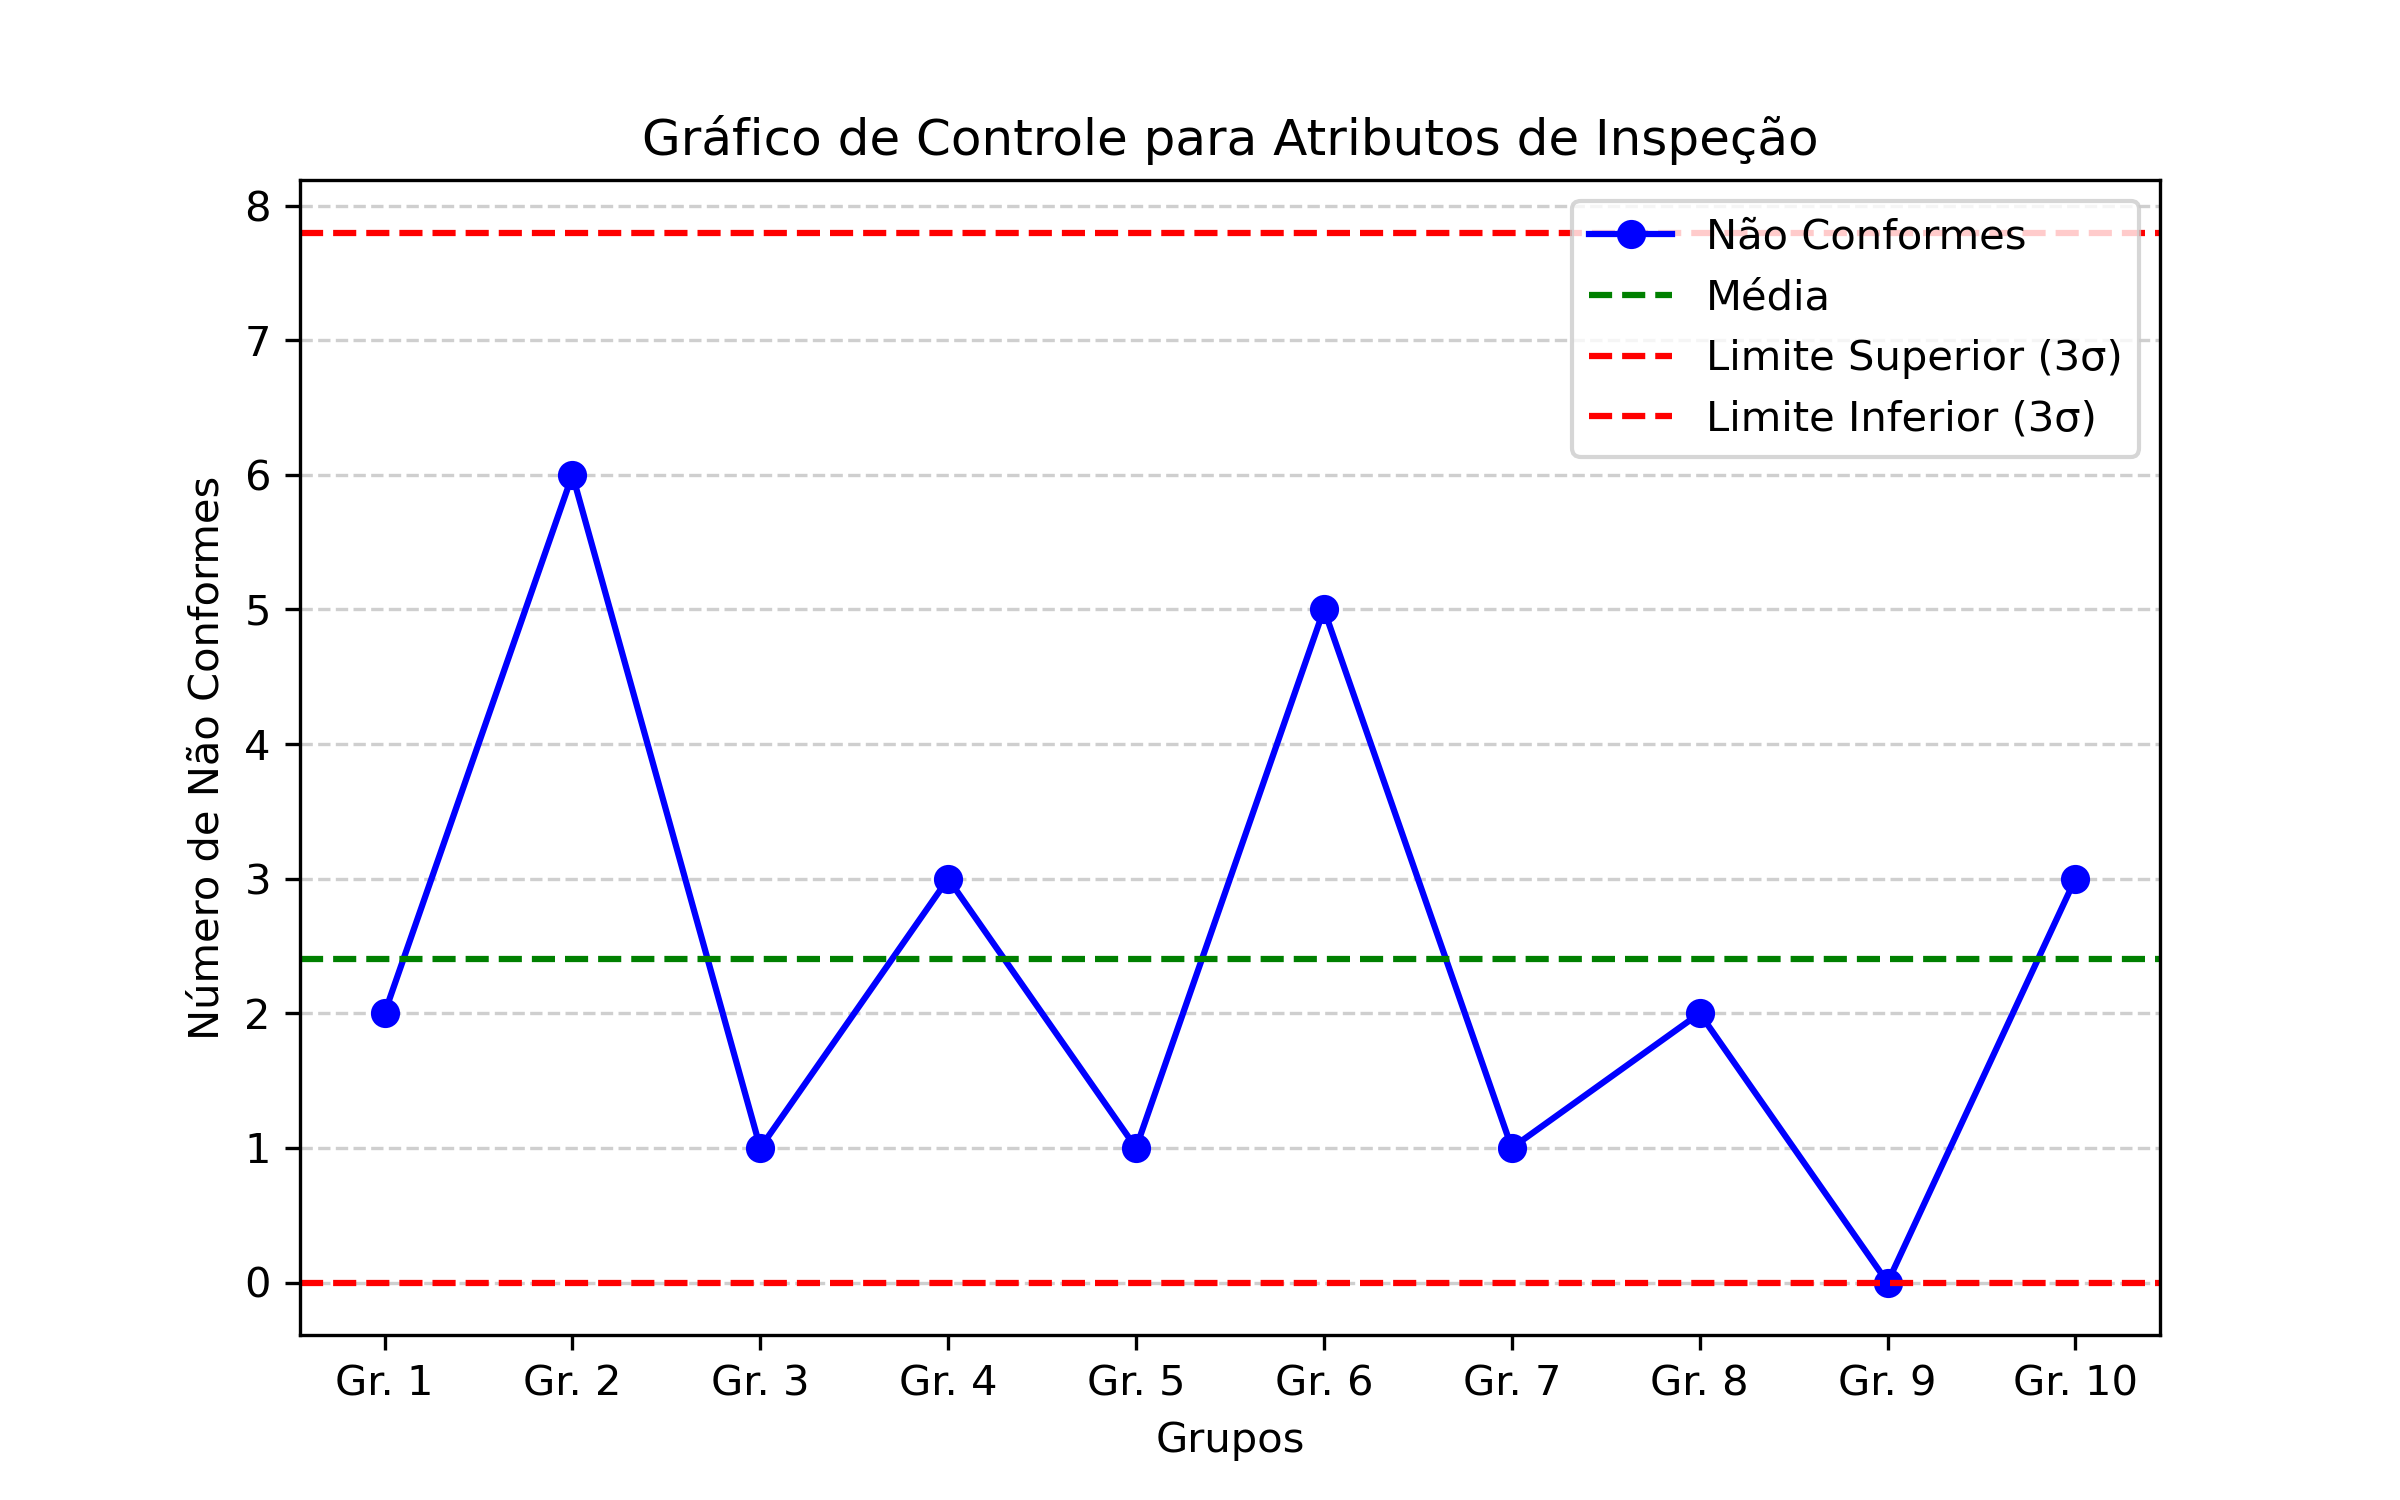 Gráfico de Controle para Atributos de Inspeção
Número de Não Conformes
8
7
6
5
4
3
2
1
0
Não Conformes
Média
Limite Superior (3σ)
Limite Inferior (3σ)
Gr. 1 Gr. 2 Gr. 3 Gr. 4 Gr. 5 Gr. 6 Gr. 7 Gr. 8 Gr. 9 Gr. 10
Grupos